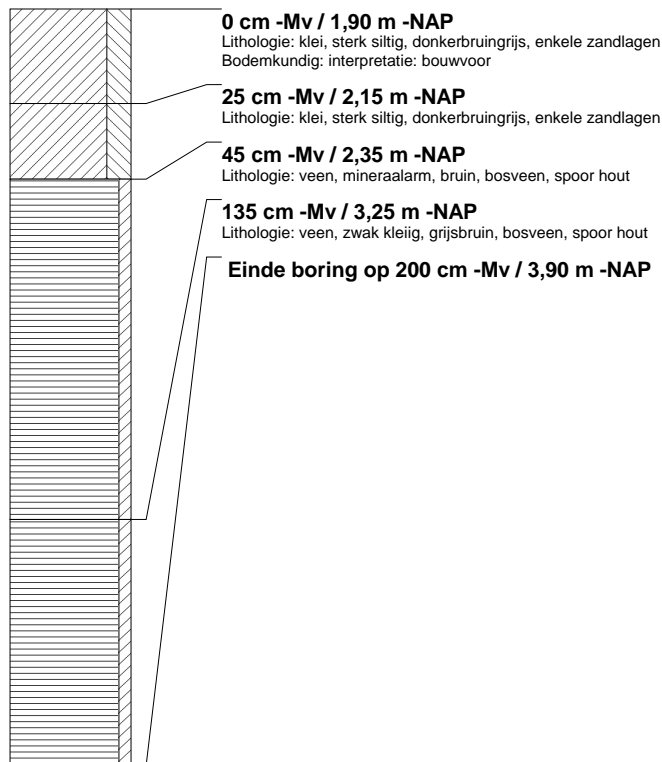 0 cm -Mv / 1,90 m -NAP
Lithologie: klei, sterk siltig, donkerbruingrijs, enkele zandlagen
Bodemkundig: interpretatie: bouwvoor
25 cm -Mv / 2,15 m -NAP
Lithologie: klei, sterk siltig, donkerbruingrijs, enkele zandlagen
45 cm -Mv / 2,35 m -NAP
Lithologie: veen, mineraalarm, bruin, bosveen, spoor hout
135 cm -Mv / 3,25 m -NAP
Lithologie: veen, zwak kleiig, grijsbruin, bosveen, spoor hout
Einde boring op 200 cm -Mv / 3,90 m -NAP